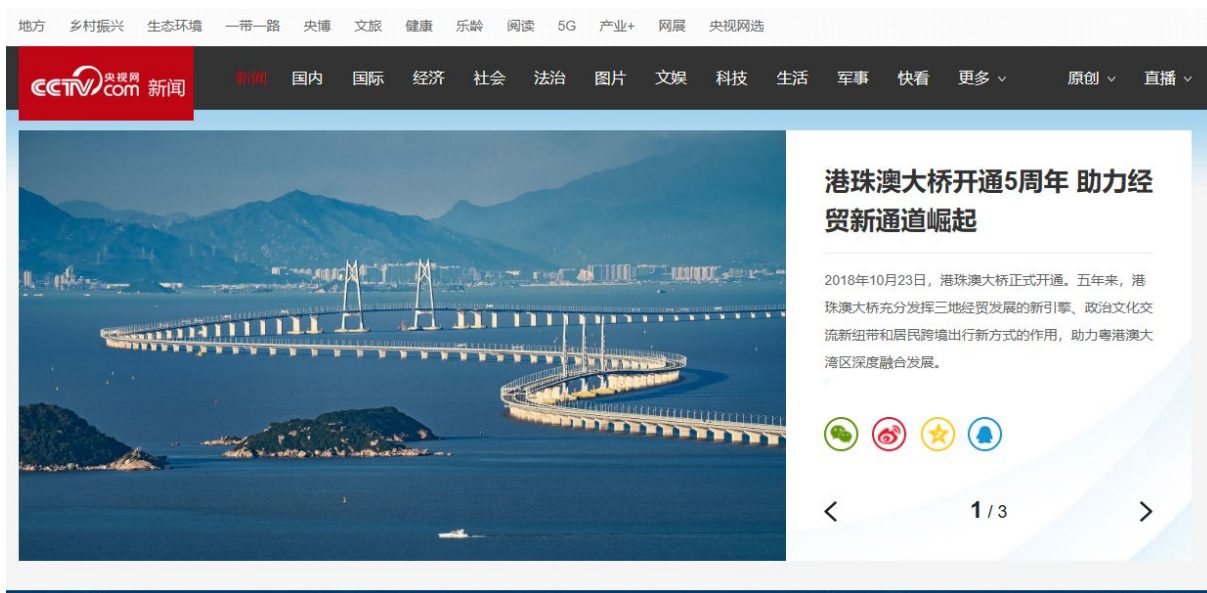 地方 乡村振兴 生态环境 一带一路 央博 文旅 健康 乐龄 阅读 5G 产业+ 网展 央视网选
CCTV.com 央视网 新闻 新闻 国内 国际 经济 社会 法治 图片 文娱 科技 生活 军事 快看 更多 原创 直播
港珠澳大桥开通5周年 助力经
贸新通道崛起
2018年10月23日，港珠澳大桥正式开通。五年来，港
珠澳大桥充分发挥三地经贸发展的新引擎、政治文化交
流新纽带和居民跨境出行新方式的作用，助力粤港澳大
湾区深度融合发展。
1 / 3